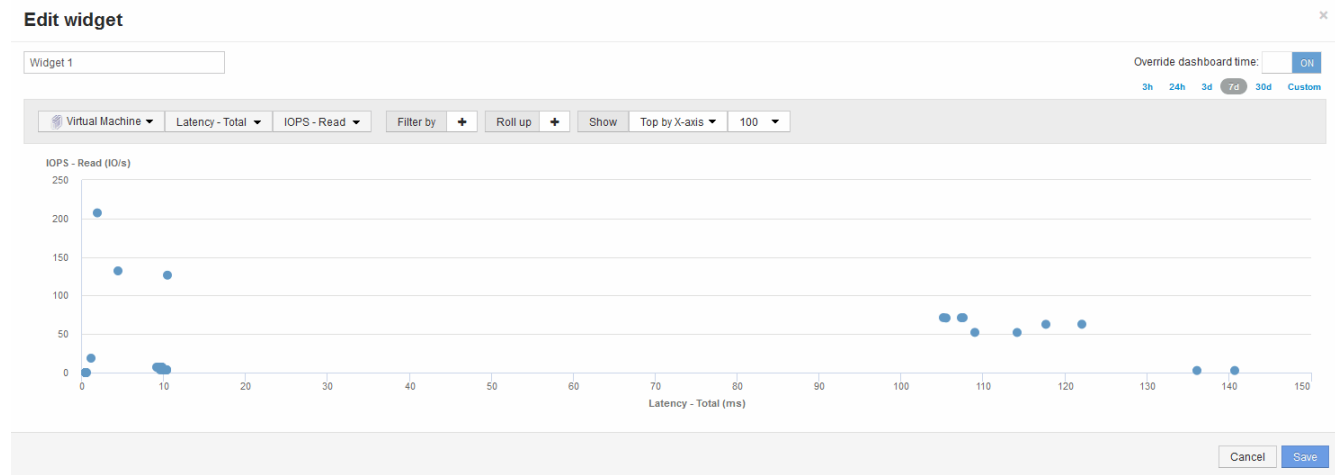 Edit widget ×
Widget 1
Override dashboard time: ON
3h 24h 3d 7d 30d Custom
Virtual Machine Latency - Total IOPS - Read Filter by + Roll up + Show Top by X-axis 100
IOPS - Read (IO/s)
250
200
150
100
50
0
0 10 20 30 40 50 60 70 80 90 100 110 120 130 140 150
Latency - Total (ms)
Cancel Save